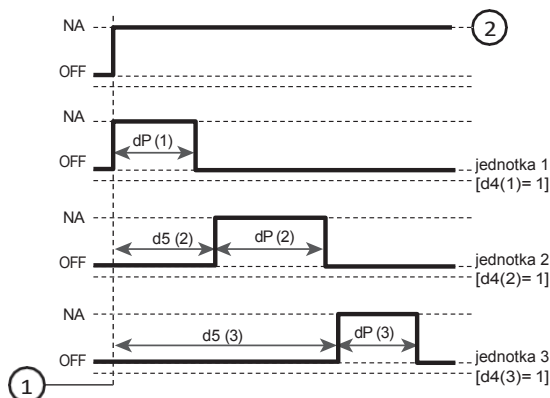 NA
2
OFF
NA
dP (1)
OFF
jednotka 1
[d4(1)= 1]
NA
d5 (2)
dP (2)
OFF
jednotka 2
[d4(2)= 1]
NA
d5 (3)
dP (3)
OFF
jednotka 3
[d4(3)= 1]
1